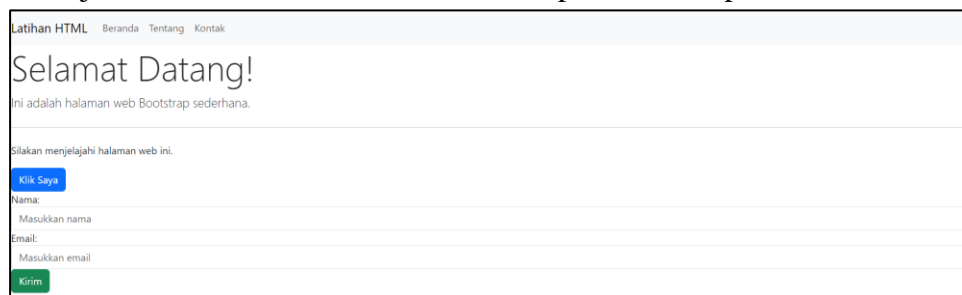 Latihan HTML Beranda Tentang Kontak
Selamat Datang!
Ini adalah halaman web Bootstrap sederhana.
Silakan menjelajahi halaman web ini.
Klik Saya
Nama:
Masukkan nama
Email:
Masukkan email
Kirim